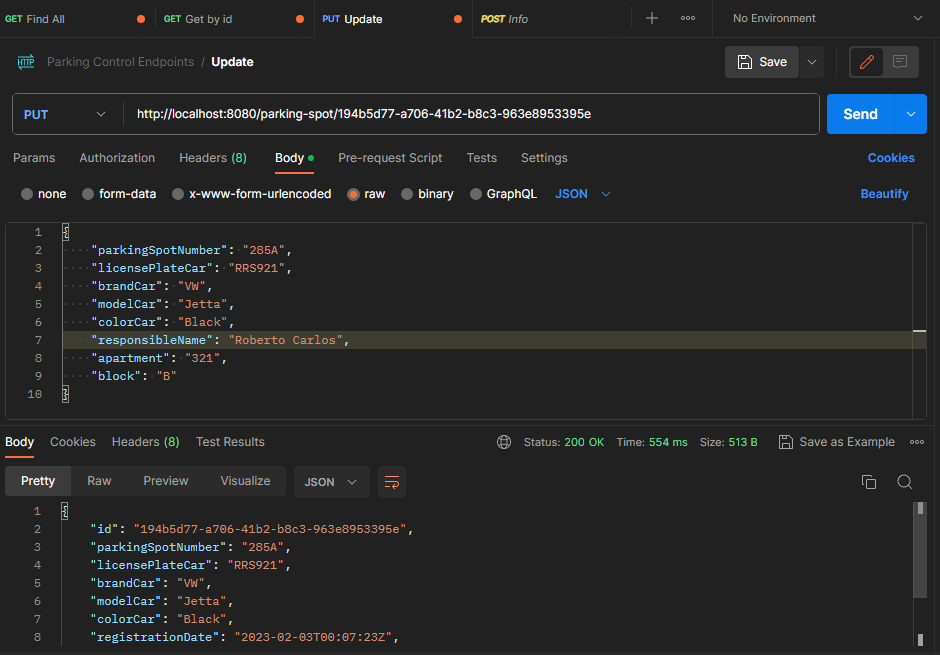 GET Find All GET Get by id PUT Update POST Info No Environment
HTTP Parking Control Endpoints / Update Save
PUT http://localhost:8080/parking-spot/194b5d77-a706-41b2-b8c3-963e8953395e Send
Params Authorization Headers (8) Body Pre-request Script Tests Settings Cookies
none form-data x-www-form-urlencoded raw binary GraphQL JSON Beautify
1 {
2 "parkingSpotNumber": "285A",
3 "licensePlateCar": "RRS921",
4 "brandCar": "VW",
5 "modelCar": "Jetta",
6 "colorCar": "Black",
7 "responsibleName": "Roberto Carlos",
8 "apartment": "321",
9 "block": "B"
10 }
Body Cookies Headers (8) Test Results Status: 200 OK Time: 554 ms Size: 513 B Save as Example
Pretty Raw Preview Visualize JSON
1 {
2 "id": "194b5d77-a706-41b2-b8c3-963e8953395e",
3 "parkingSpotNumber": "285A",
4 "licensePlateCar": "RRS921",
5 "brandCar": "VW",
6 "modelCar": "Jetta",
7 "colorCar": "Black",
8 "registrationDate": "2023-02-03T00:07:23Z",